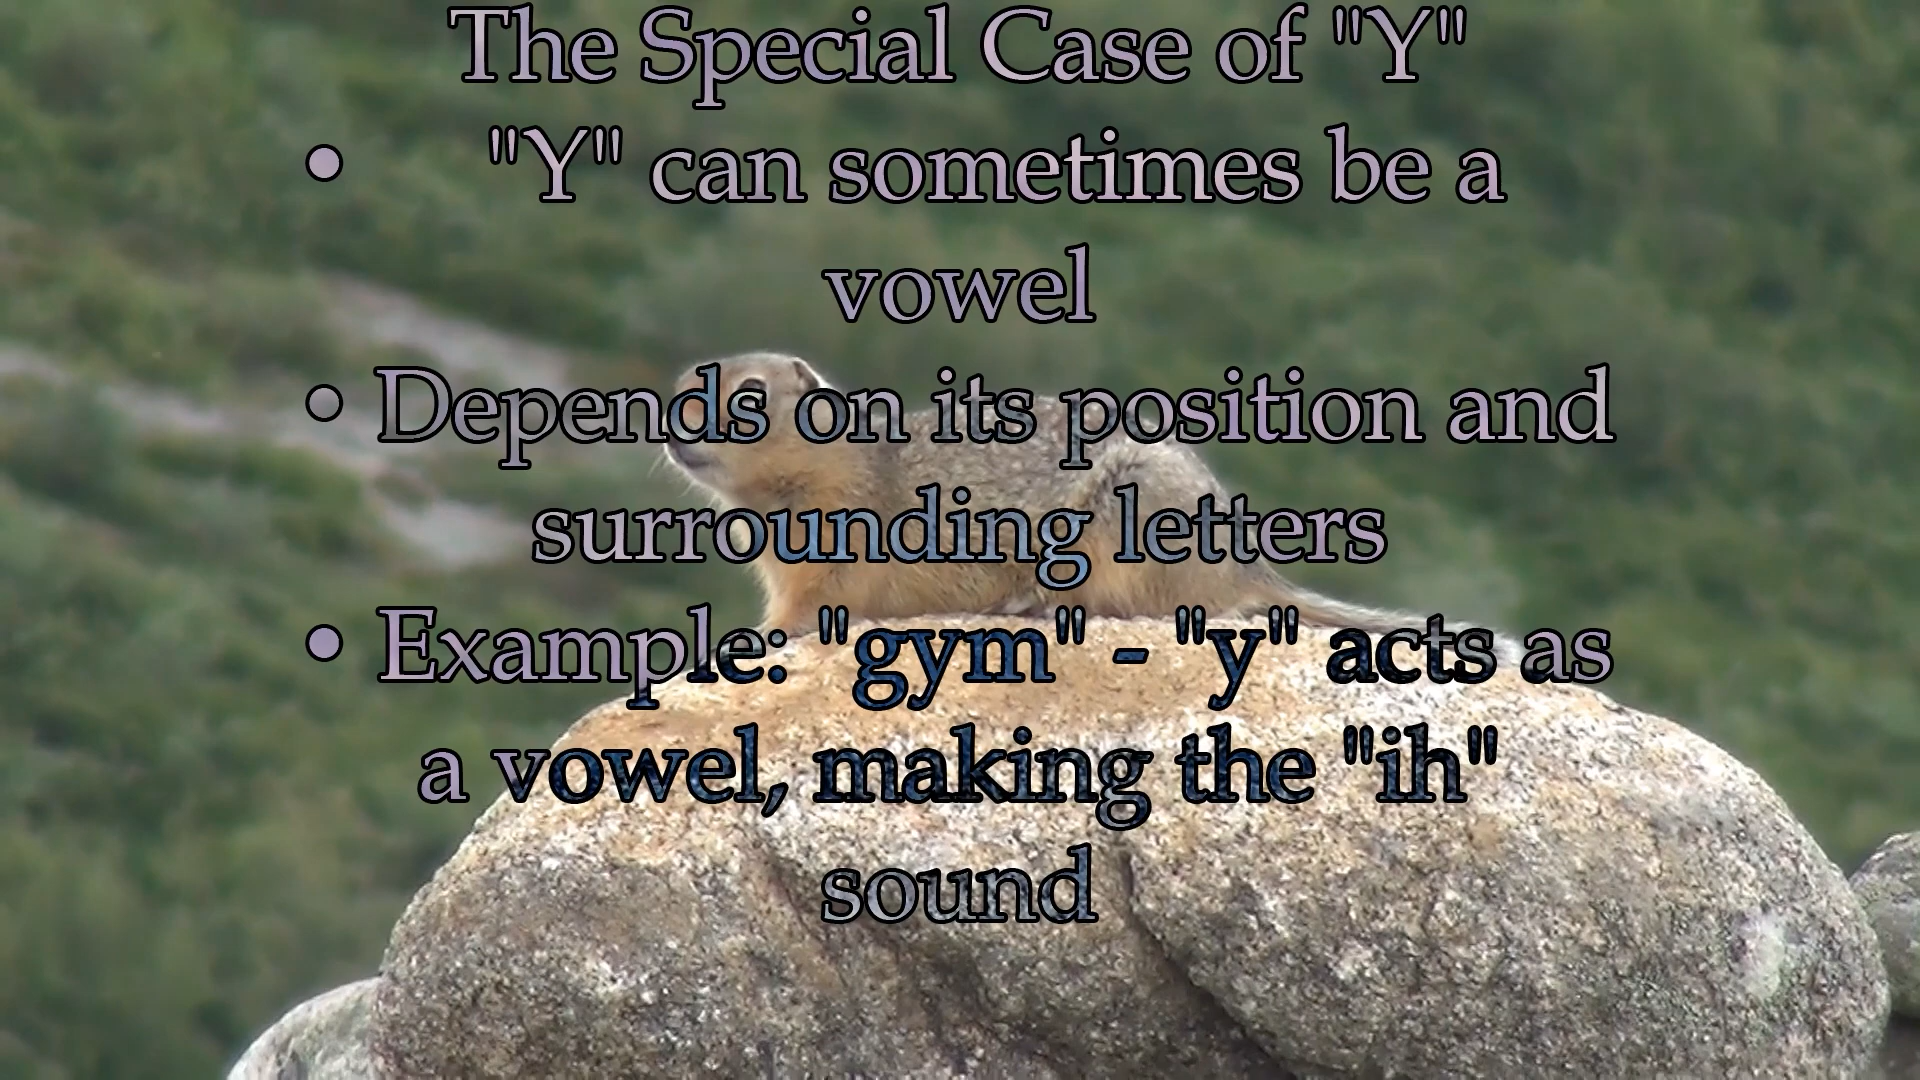 The Special Case of "Y"
• "Y" can sometimes be a
vowel
• Depends on its position and
surrounding letters
• Example: "gym" - "y" acts as
a vowel, making the "ih"
sound